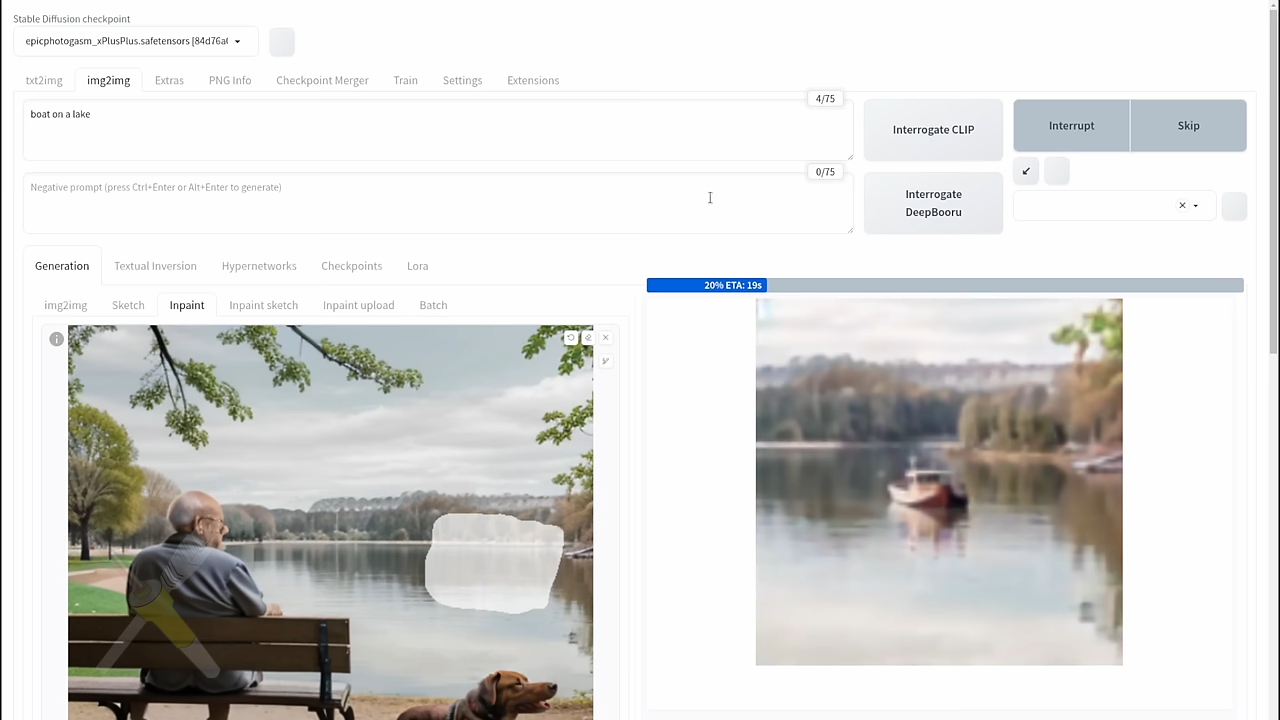 Stable Diffusion checkpoint
epicphotogasm_xPlusPlus.safetensors [84d76a
txt2img img2img Extras PNG Info Checkpoint Merger Train Settings Extensions
4/75
boat on a lake
Interrogate CLIP
Interrupt Skip
0/75
Negative prompt (press Ctrl+Enter or Alt+Enter to generate)
Interrogate
DeepBooru
Generation Textual Inversion Hypernetworks Checkpoints Lora
20% ETA: 19s
img2img Sketch Inpaint Inpaint sketch Inpaint upload Batch